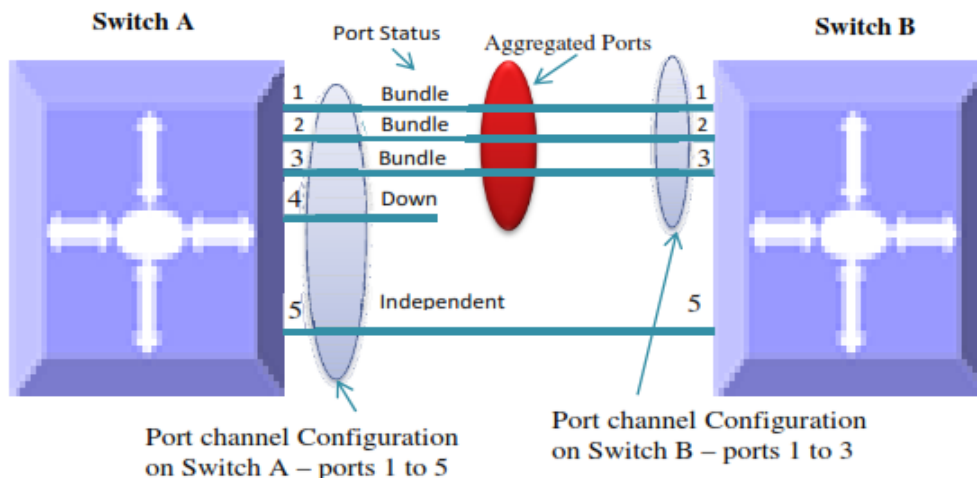 Switch A
Switch B
Port Status
Aggregated Ports
1 Bundle 1
2 Bundle 2
3 Bundle 3
4 Down
5 Independent 5
Port channel Configuration
on Switch A – ports 1 to 5
Port channel Configuration
on Switch B – ports 1 to 3